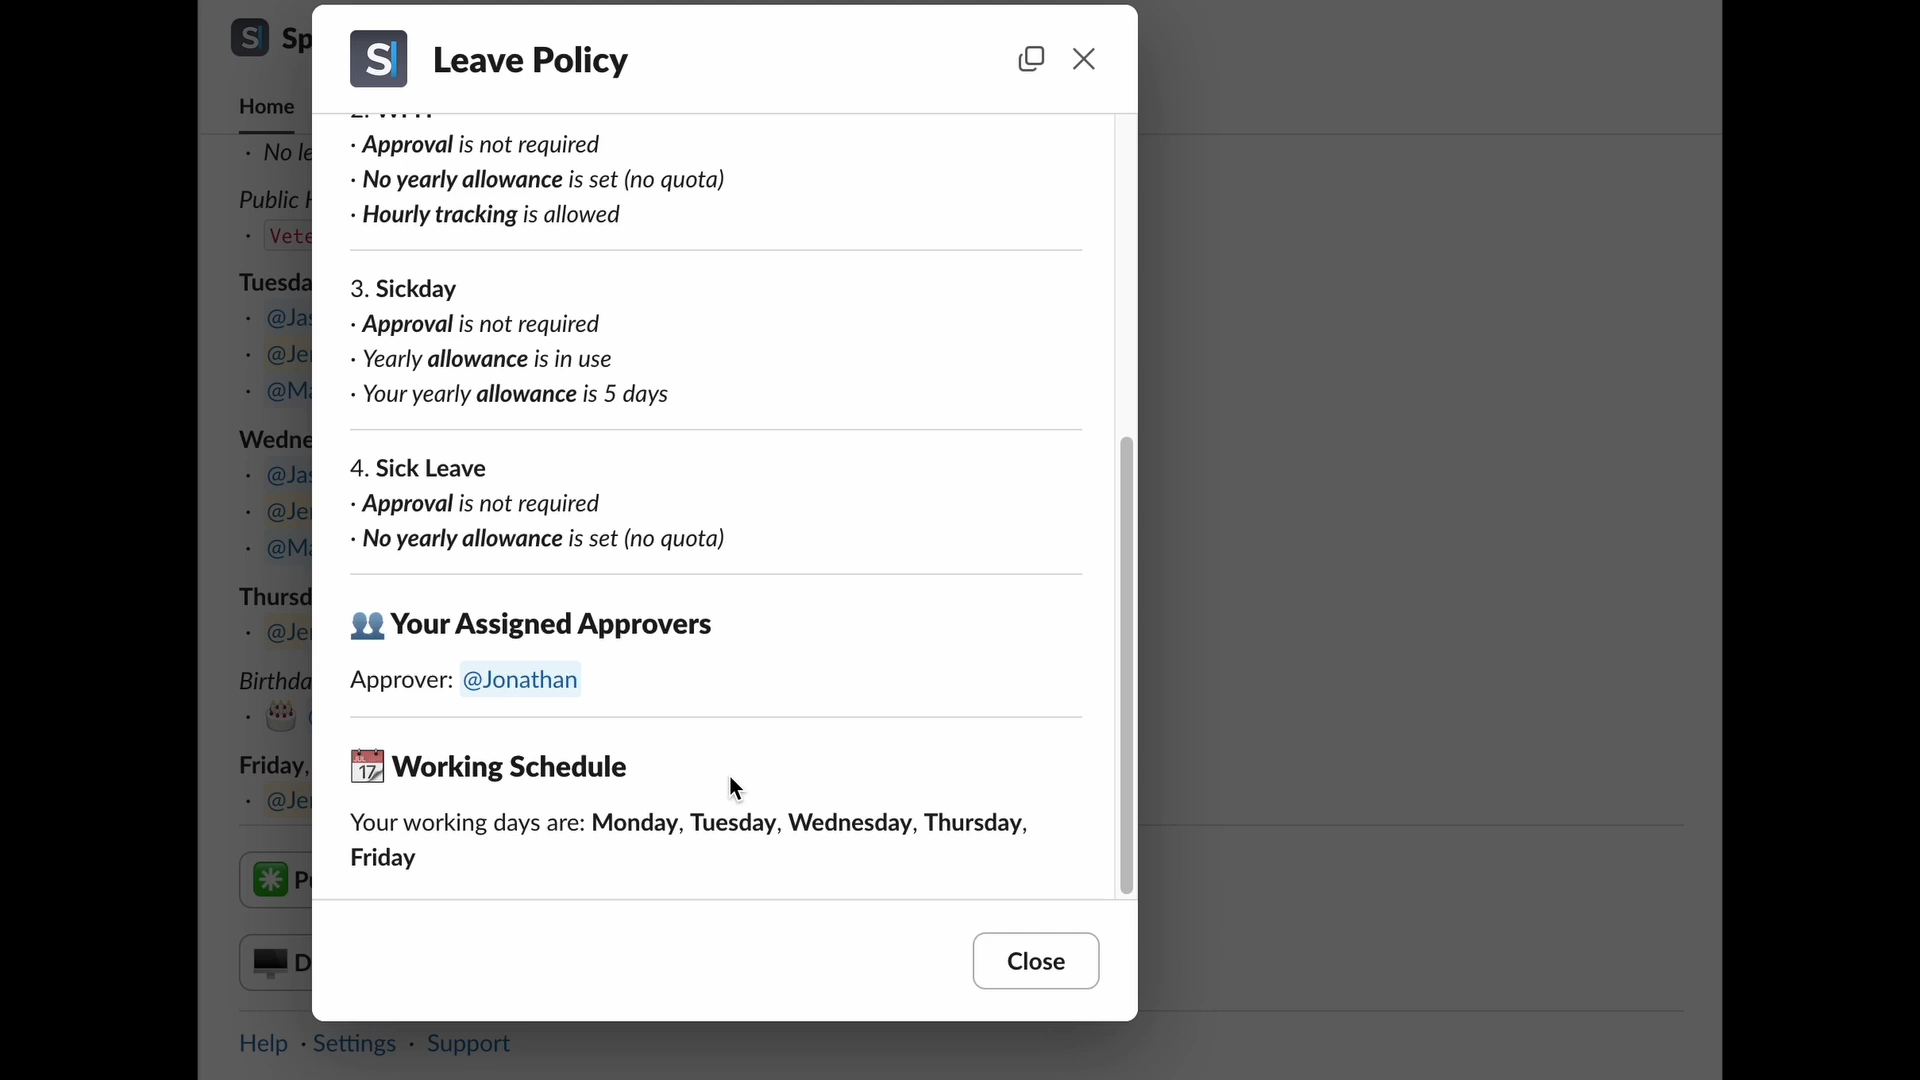 Leave Policy
· Approval is not required
· No yearly allowance is set (no quota)
· Hourly tracking is allowed
3. Sickday
· Approval is not required
· Yearly allowance is in use
· Your yearly allowance is 5 days
4. Sick Leave
· Approval is not required
· No yearly allowance is set (no quota)
Your Assigned Approvers
Approver: @Jonathan
Working Schedule
Your working days are: Monday, Tuesday, Wednesday, Thursday,
Friday
Close
Home
· No
Public
Friday,
Help · Settings · Support